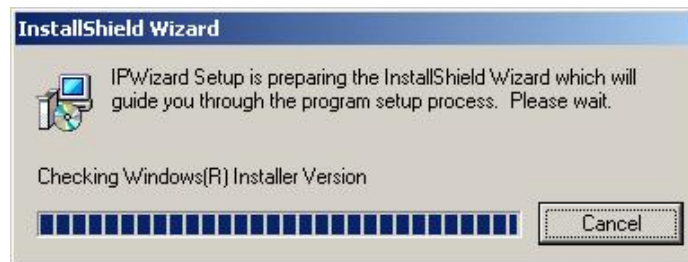 InstallShield Wizard
IPWizard Setup is preparing the InstallShield Wizard which will
guide you through the program setup process.  Please wait.
Checking Windows(R) Installer Version
Cancel